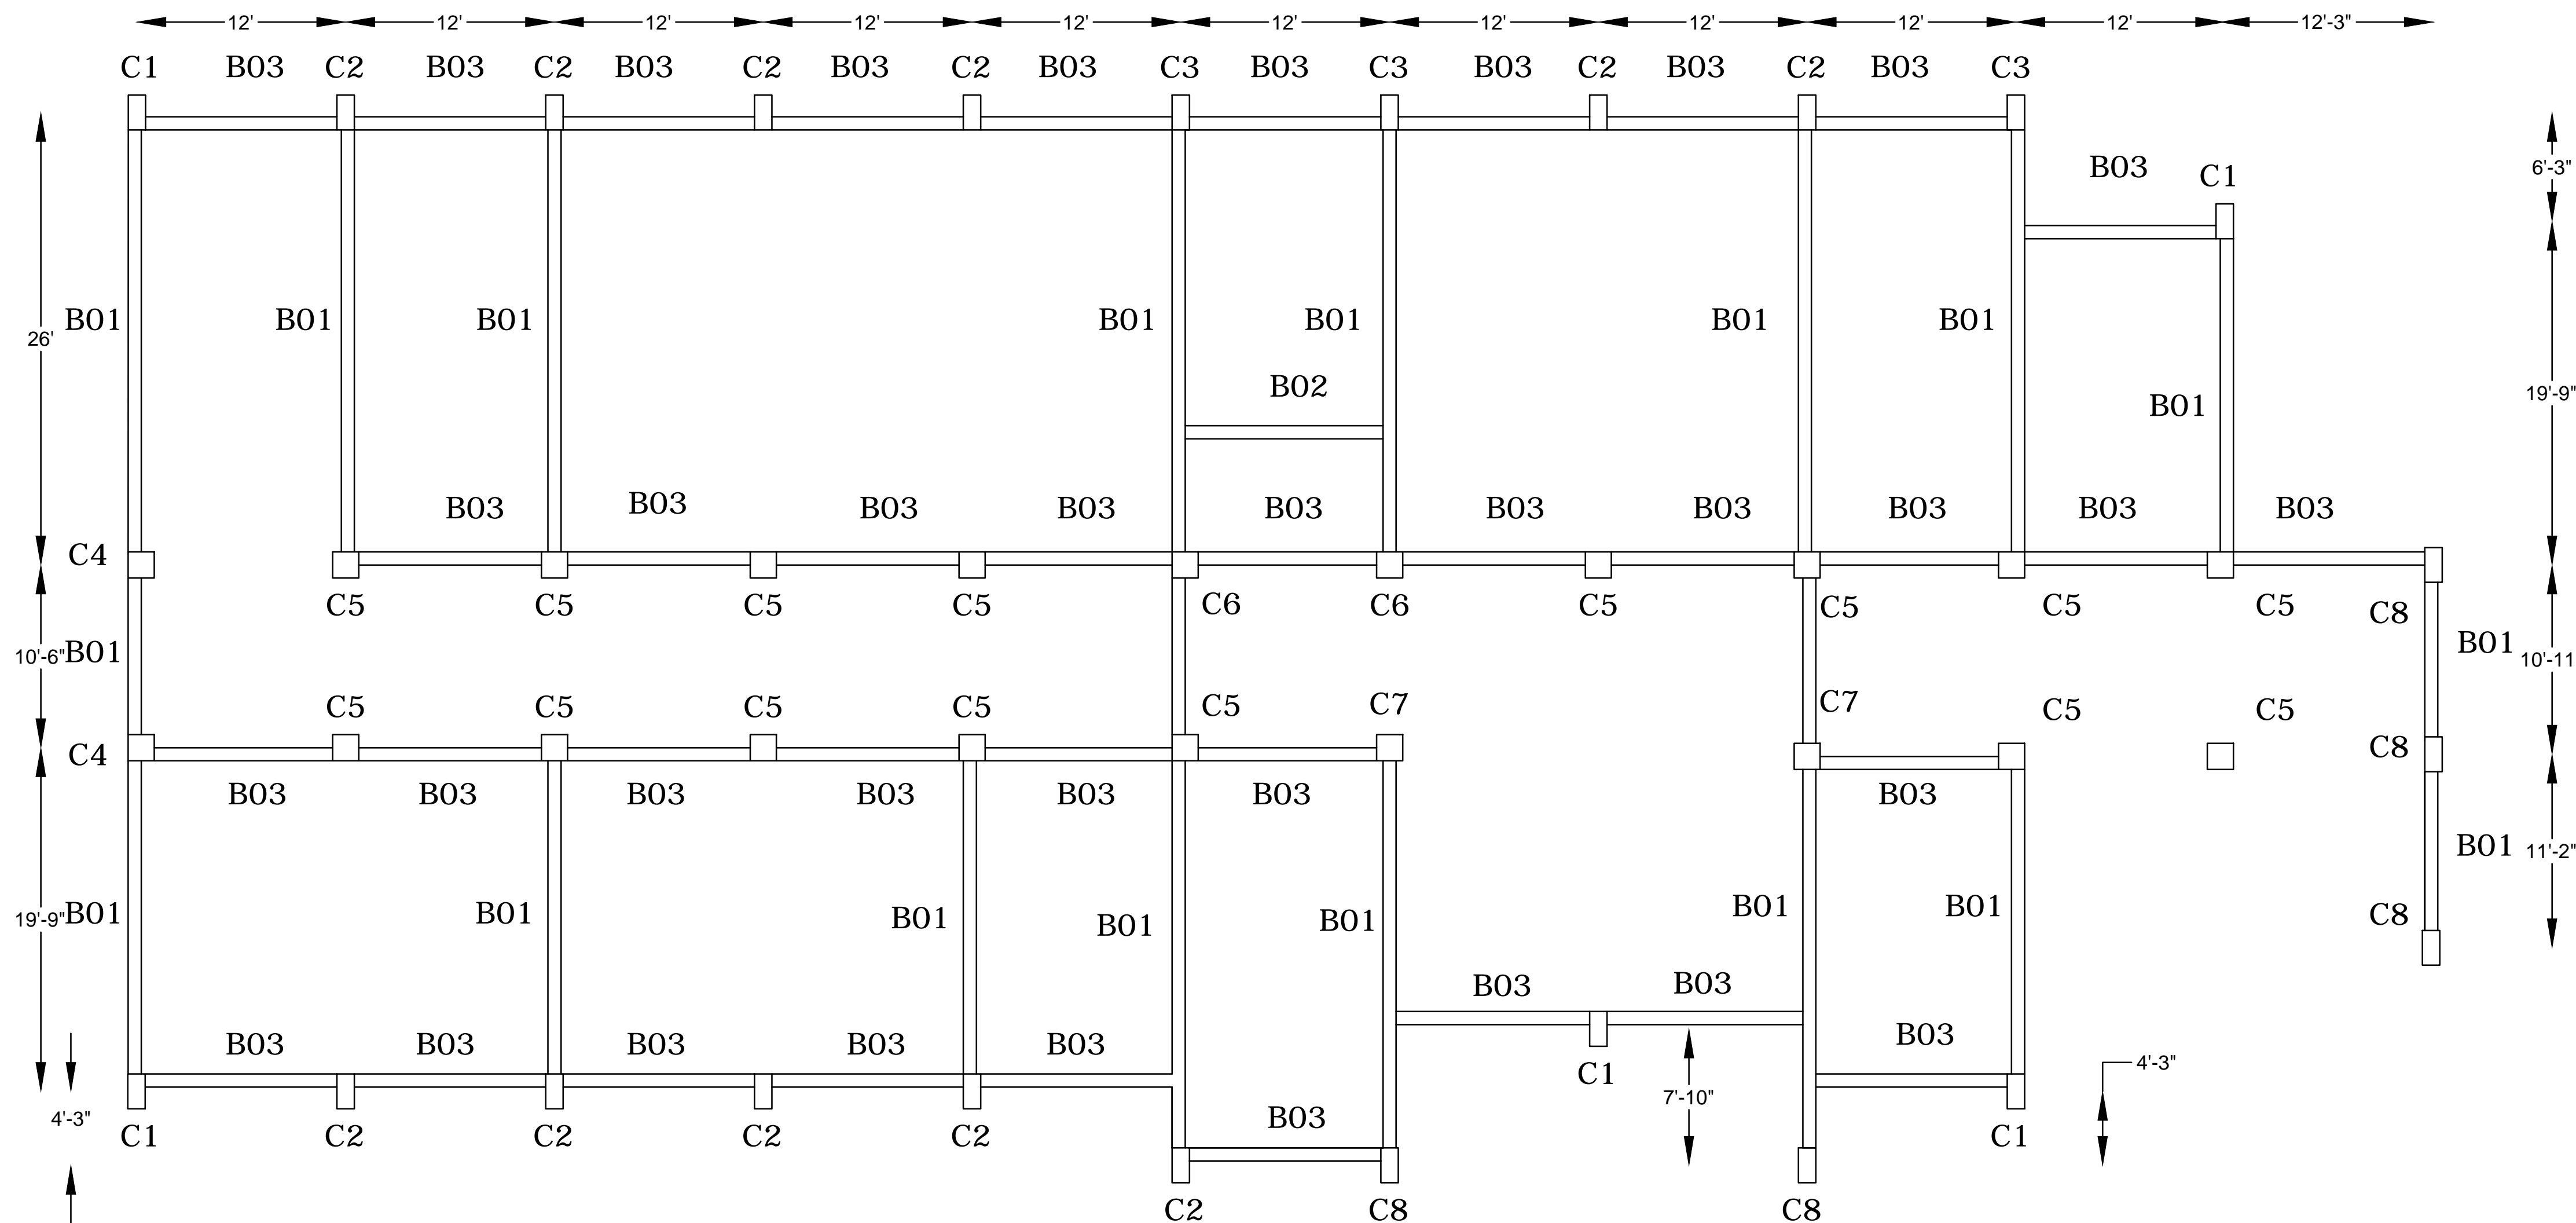 12' 12' 12' 12' 12' 12' 12' 12' 12' 12' 12'-3"
C1 B03 C2 B03 C2 B03 C2 B03 C2 B03 C3 B03 C3 B03 C2 B03 C2 B03 C3
B03 C1 6'-3"
B01 B01 B01 B01 B01 B01 B01
26'
B02 19'-9"
B01
B03 B03 B03 B03 B03 B03 B03 B03 B03 B03
C4
C5 C5 C5 C5 C6 C6 C5 C5 C5 C5 C8
10'-6" B01 B01 10'-11
C5 C5 C5 C5 C5 C7 C7 C5 C5
C4 C8
B03 B03 B03 B03 B03 B03 B03
B01 11'-2"
19'-9" B01 B01 B01 B01 B01 B01 B01 C8
B03 B03
B03 B03 B03 B03 B03 B03
C1 4'-3"
4'-3" B03 7'-10"
C1 C2 C2 C2 C2 C1
C2 C8 C8